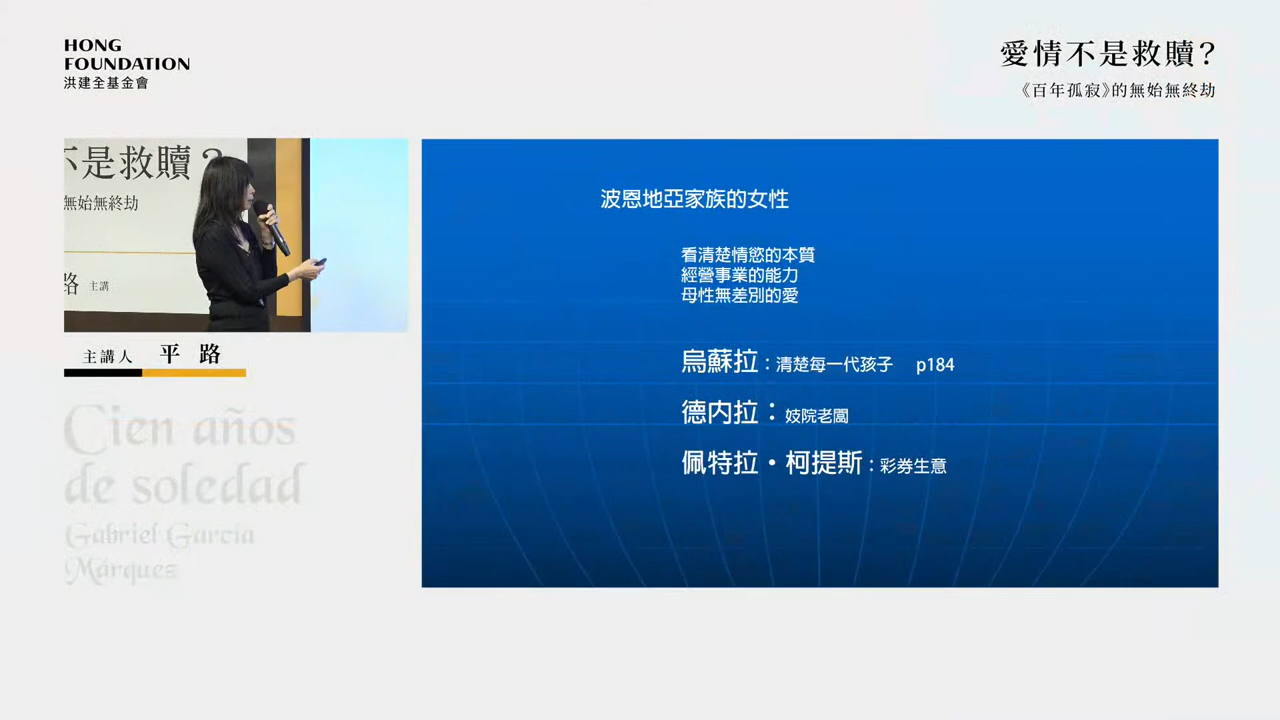 HONG
FOUNDATION
洪建全基金會
愛情不是救贖？
《百年孤寂》的無始無終劫
不是救贖？
無始無終劫
路 主講
主講人 平 路
Cien años
de soledad
Gabriel García
Márquez
波恩地亞家族的女性
看清楚情慾的本質
經營事業的能力
母性無差別的愛
烏蘇拉：清楚每一代孩子 p184
德內拉：妓院老闆
佩特拉・柯提斯：彩券生意